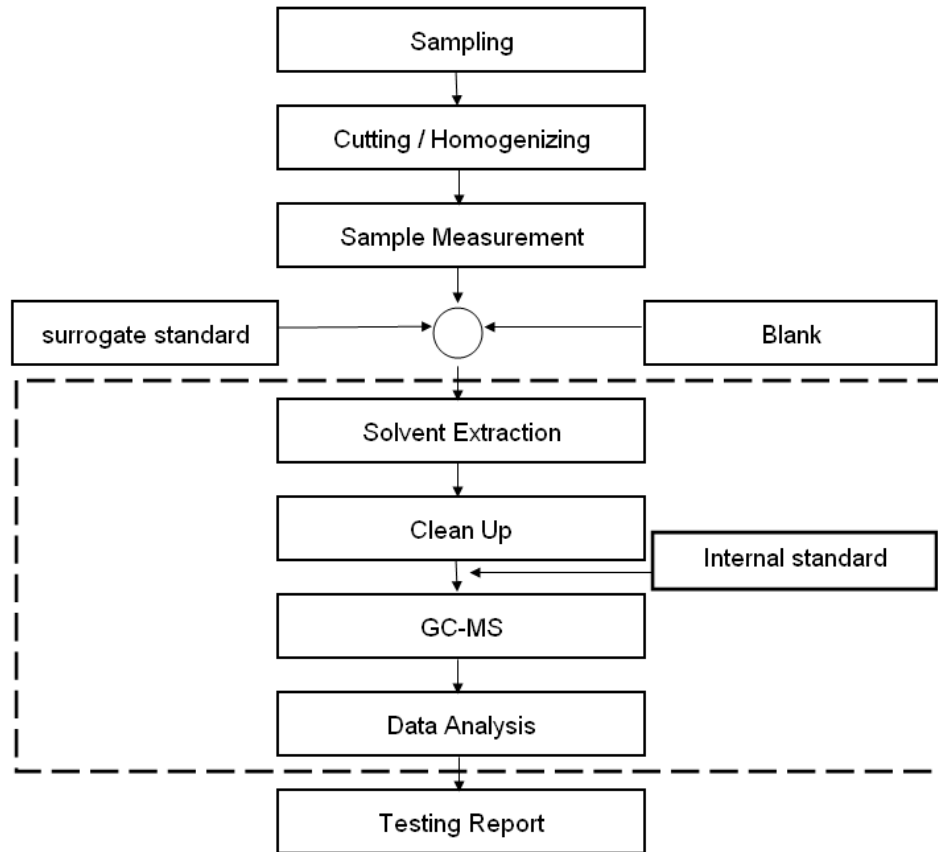 Sampling
Cutting / Homogenizing
Sample Measurement
surrogate standard
Blank
Solvent Extraction
Clean Up
Internal standard
GC-MS
Data Analysis
Testing Report